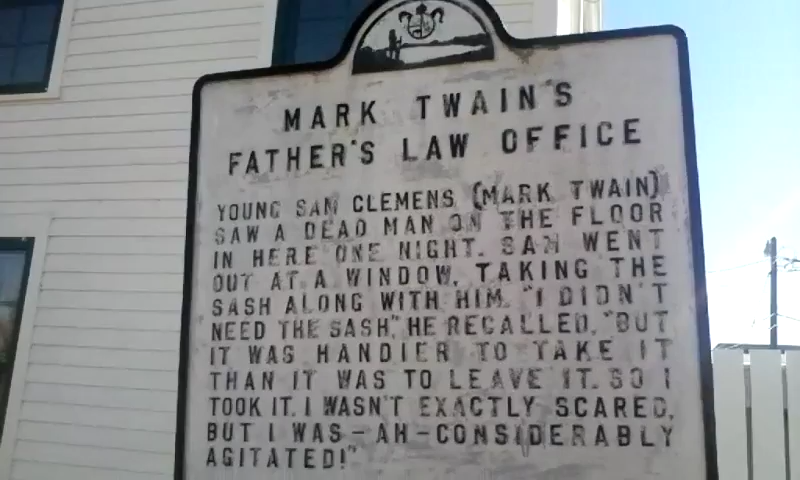 MARK TWAIN'S
FATHER'S LAW OFFICE
YOUNG SAM CLEMENS (MARK TWAIN)
SAW A DEAD MAN ON THE FLOOR
IN HERE ONE NIGHT. SAM WENT
OUT AT A WINDOW, TAKING THE
SASH ALONG WITH HIM. "I DIDN'T
NEED THE SASH," HE RECALLED, "BUT
IT WAS HANDIER TO TAKE IT
THAN IT WAS TO LEAVE IT. SO I
TOOK IT. I WASN'T EXACTLY SCARED,
BUT I WAS-AH-CONSIDERABLY
AGITATED!"